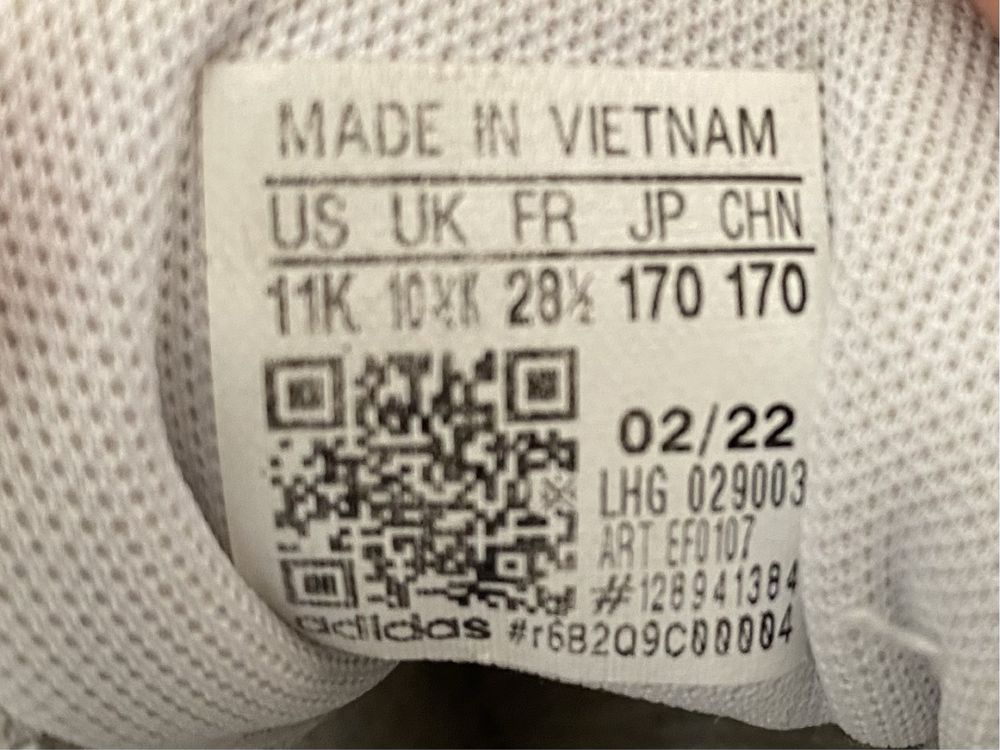 MADE IN VIETNAM
US UK FR JP CHN
11K 10½K 28½ 170 170
02/22
LHG 029003
ART EF0107
#128941384
adidas #r6B2Q9C00004